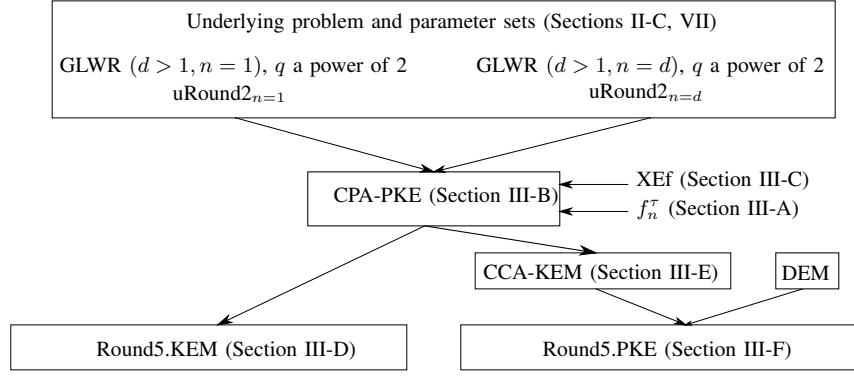 Underlying problem and parameter sets (Sections II-C, VII)
GLWR (d > 1, n = 1), q a power of 2
uRound2ₙ₌₁
GLWR (d > 1, n = d), q a power of 2
uRound2_{n=d}
CPA-PKE (Section III-B)
XEf (Section III-C)
f_n^τ (Section III-A)
CCA-KEM (Section III-E)
DEM
Round5.KEM (Section III-D)
Round5.PKE (Section III-F)